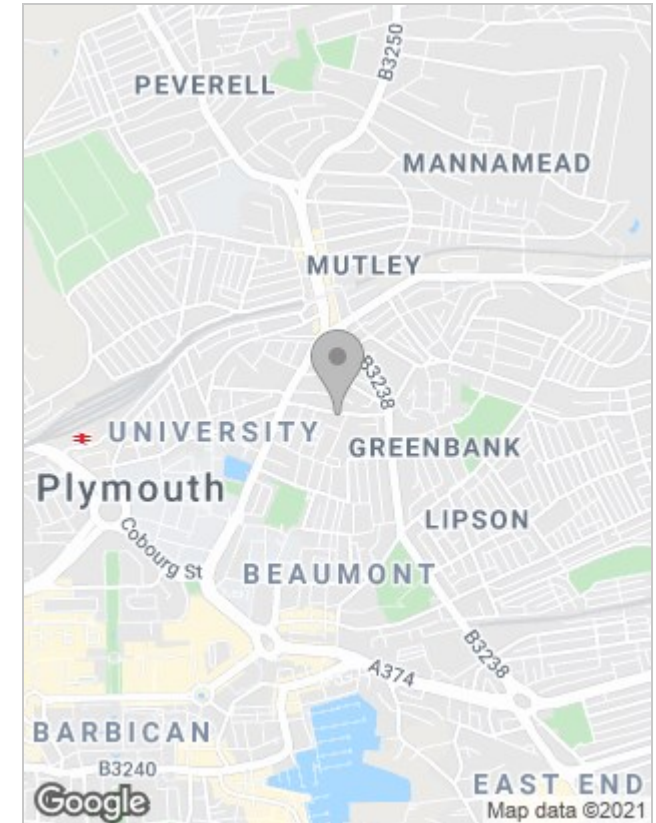 B3250
PEVERELL
MANNAMEAD
MUTLEY
B3238
UNIVERSITY
GREENBANK
Plymouth
LIPSON
Cobourg St
BEAUMONT
B3238
A374
BARBICAN
B3240
EAST END
Google
Map data ©2021